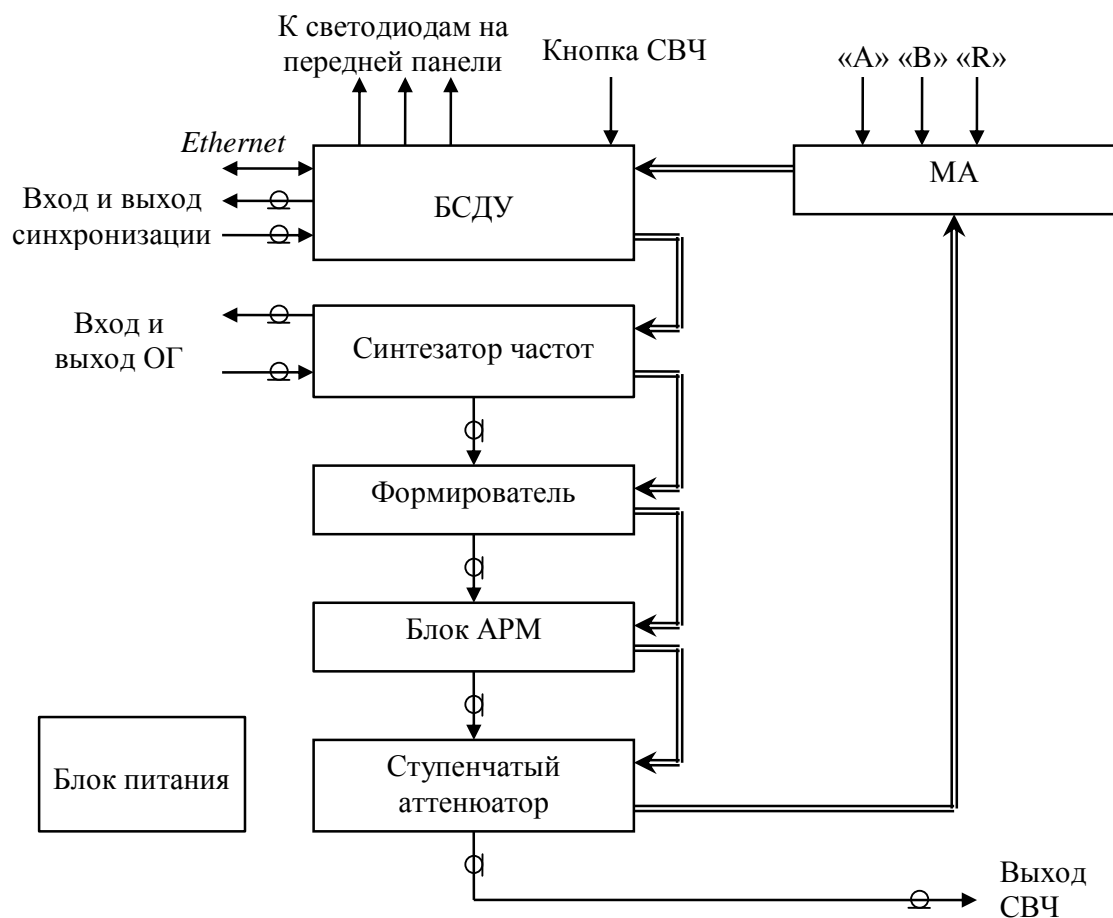 К светодиодам на
передней панели
Кнопка СВЧ
«А» «В» «R»
Ethernet
БСДУ
МА
Вход и выход
синхронизации
Вход и
выход ОГ
Синтезатор частот
Формирователь
Блок АРМ
Блок питания
Ступенчатый
аттенюатор
Выход
СВЧ